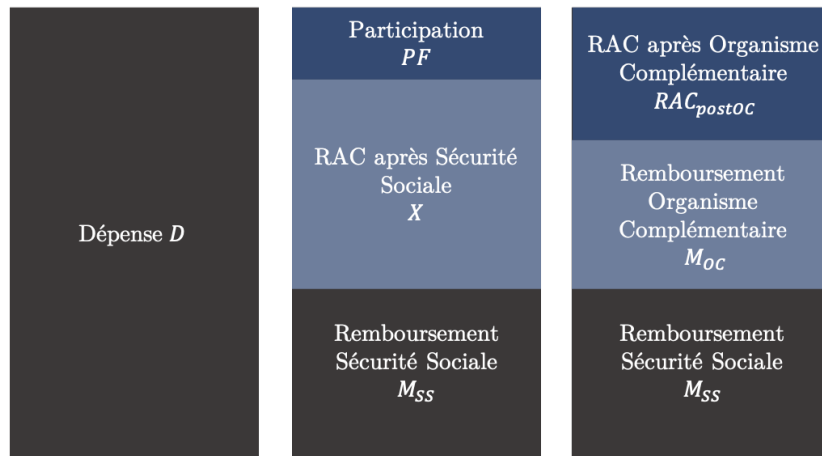 Dépense D
Participation
PF
RAC après Sécurité
Sociale
X
Remboursement
Sécurité Sociale
M_SS
RAC après Organisme
Complémentaire
RAC_postOC
Remboursement
Organisme
Complémentaire
M_OC
Remboursement
Sécurité Sociale
M_SS